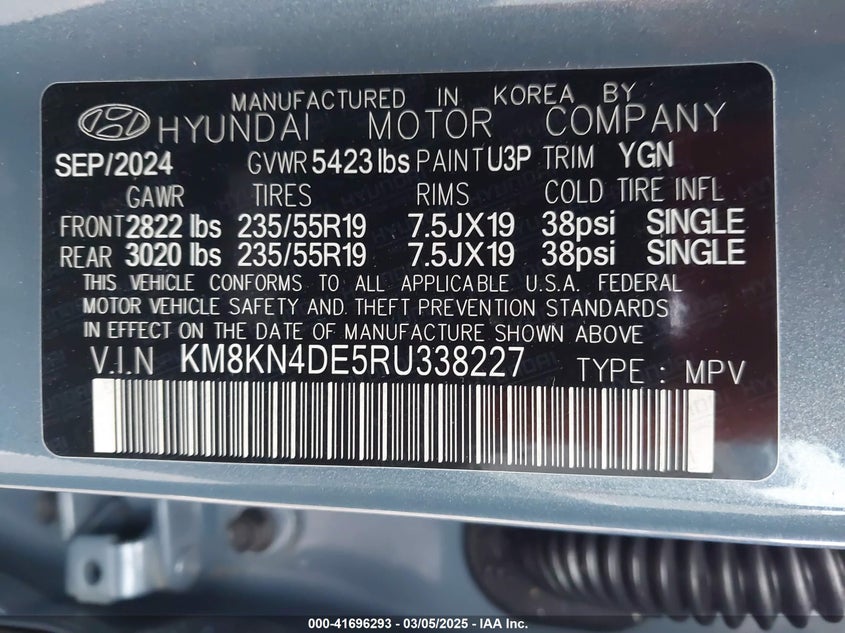 MANUFACTURED IN KOREA BY
HYUNDAI MOTOR COMPANY
SEP/2024 GVWR 5423 lbs PAINT U3P TRIM YGN
GAWR TIRES RIMS COLD TIRE INFL
FRONT 2822 lbs 235/55R19 7.5JX19 38psi SINGLE
REAR 3020 lbs 235/55R19 7.5JX19 38psi SINGLE
THIS VEHICLE CONFORMS TO ALL APPLICABLE U.S.A. FEDERAL
MOTOR VEHICLE SAFETY AND THEFT PREVENTION STANDARDS
IN EFFECT ON THE DATE OF MANUFACTURE SHOWN ABOVE
V.I.N KM8KN4DE5RU338227 TYPE : MPV
000-41696293 - 03/05/2025 - IAA Inc.